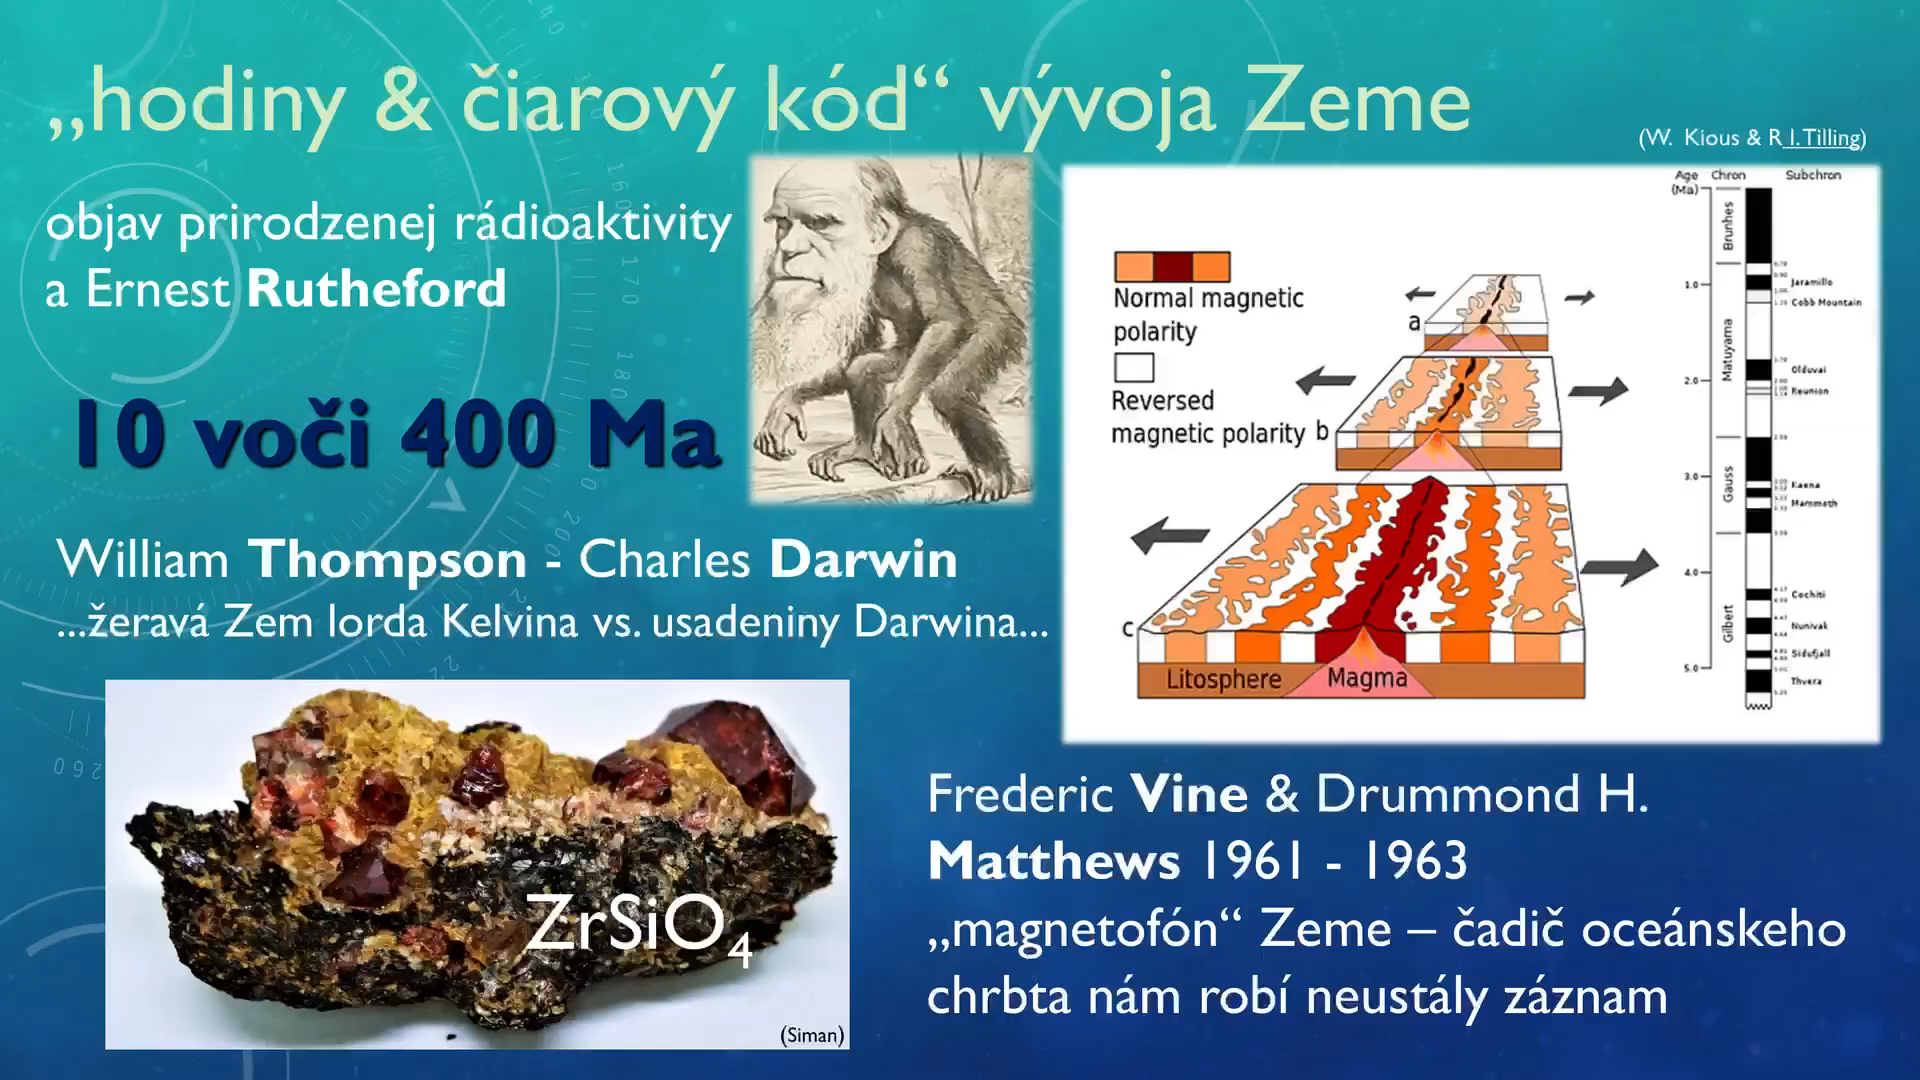 „hodiny & čiarový kód“ vývoja Zeme
(W. Kious & R I.Tilling)
objav prirodzenej rádioaktivity
a Ernest Rutheford
10 voči 400 Ma
William Thompson - Charles Darwin
...žeravá Zem lorda Kelvina vs. usadeniny Darwina...
ZrSiO4
(Siman)
Normal magnetic
polarity
Reversed
magnetic polarity
a
b
c
Litosphere
Magma
Age
(Ma)
Chron
Subchron
Brunhes
Matuyama
Gauss
Gilbert
1.0
2.0
3.0
4.0
5.0
Jaramillo
Cobb Mountain
Olduvai
Reunion
Kaena
Mammoth
Cochiti
Nunivak
Sidufjall
Thvera
Frederic Vine & Drummond H.
Matthews 1961 - 1963
„magnetofón“ Zeme – čadič oceánskeho
chrbta nám robí neustály záznam